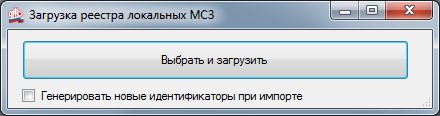 Загрузка реестра локальных МСЗ
Выбрать и загрузить
Генерировать новые идентификаторы при импорте